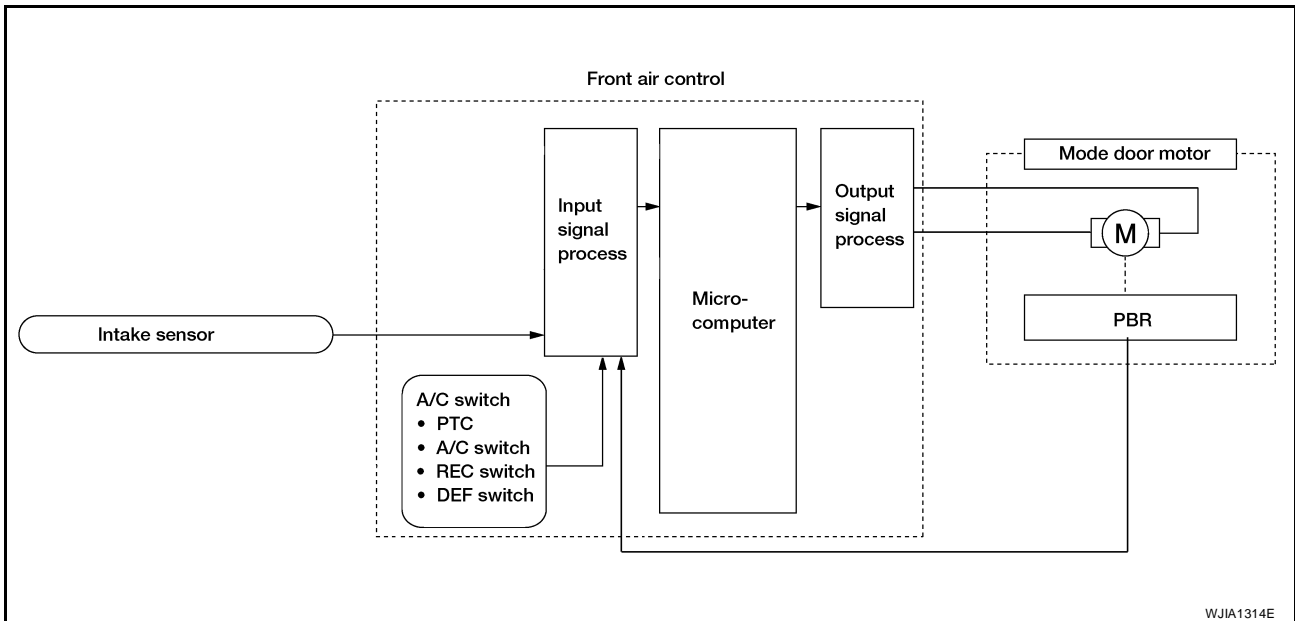 Front air control
Mode door motor
Input
signal
process
Output
signal
process
M
Micro-
computer
PBR
Intake sensor
A/C switch
• PTC
• A/C switch
• REC switch
• DEF switch
WJIA1314E